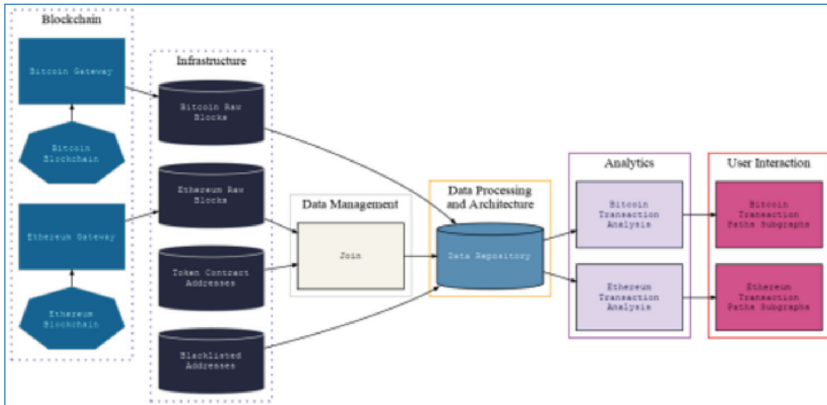 Blockchain
Bitcoin Gateway
Bitcoin
Blockchain
Ethereum Gateway
Ethereum
Blockchain
Infrastructure
Bitcoin Raw
Blocks
Ethereum Raw
Blocks
Token Contract
Addresses
Blacklisted
Addresses
Data Management
Join
Data Processing
and Architecture
Data Repository
Analytics
Bitcoin
Transaction
Analysis
Ethereum
Transaction
Analysis
User Interaction
Bitcoin
Transaction
Paths Subgraphs
Ethereum
Transaction
Paths Subgraphs